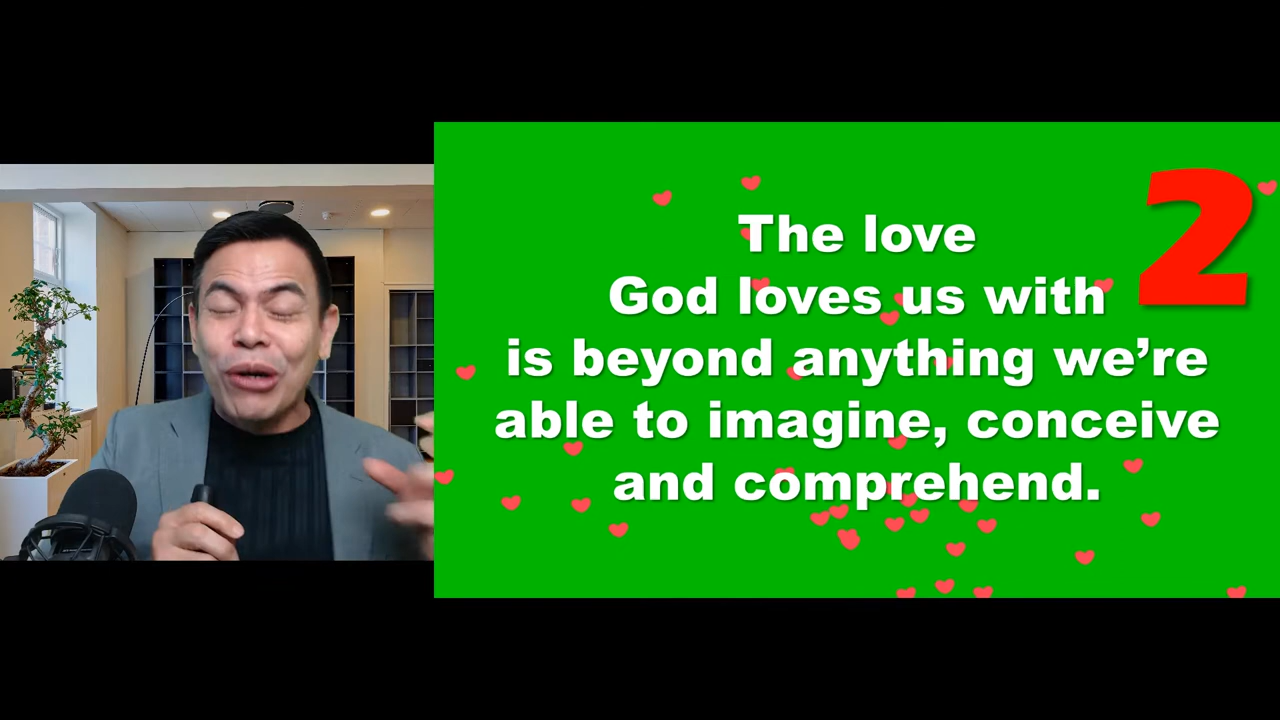 The love
God loves us with
is beyond anything we're
able to imagine, conceive
and comprehend.
2